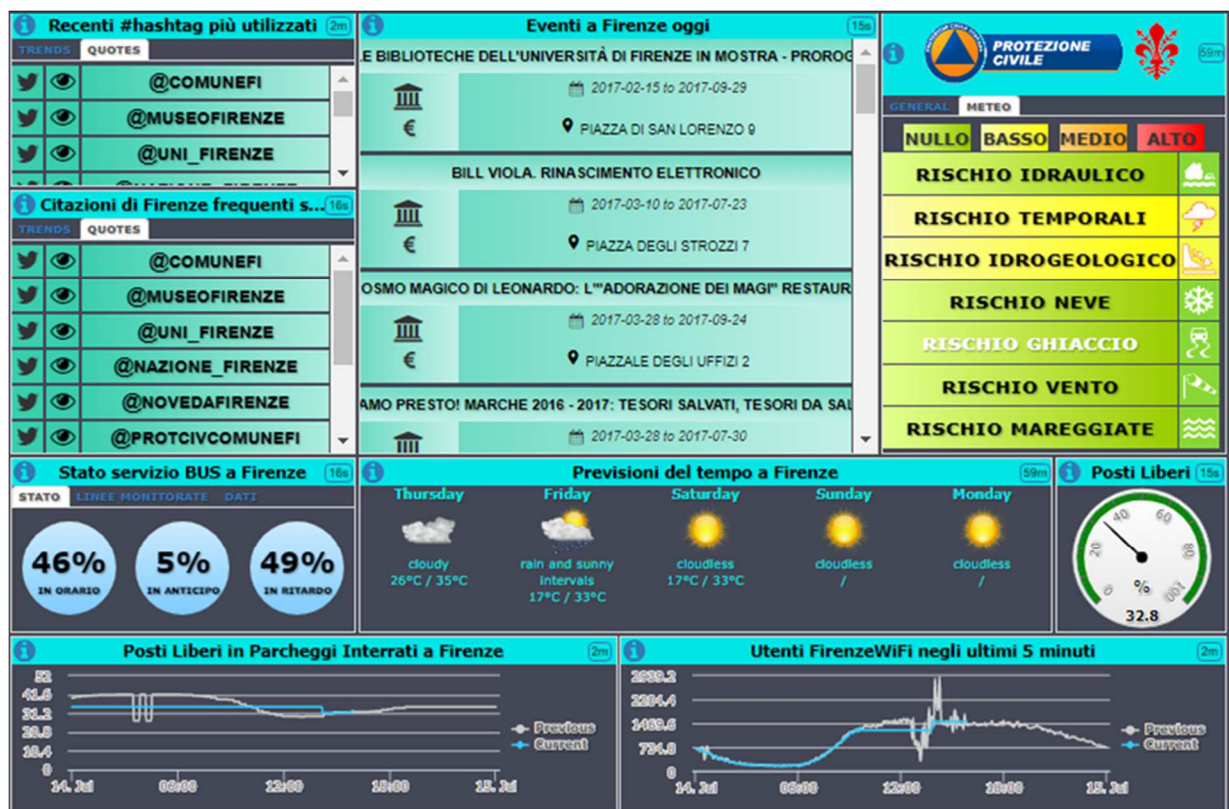 Recenti #hashtag più utilizzati 2m
TRENDS QUOTES
@COMUNEFI
@MUSEOFIRENZE
@UNI_FIRENZE
@NAZIONE_FIRENZE
Citazioni di Firenze frequenti s... 16s
TRENDS QUOTES
@COMUNEFI
@MUSEOFIRENZE
@UNI_FIRENZE
@NAZIONE_FIRENZE
@NOVEDAFIRENZE
@PROTCIVCOMUNEFI
Eventi a Firenze oggi 15s
.E BIBLIOTECHE DELL'UNIVERSITÀ DI FIRENZE IN MOSTRA - PROROG
2017-02-15 to 2017-09-29
€ PIAZZA DI SAN LORENZO 9
BILL VIOLA. RINASCIMENTO ELETTRONICO
2017-03-10 to 2017-07-23
€ PIAZZA DEGLI STROZZI 7
OSMO MAGICO DI LEONARDO: L'"ADORAZIONE DEI MAGI" RESTAUR
2017-03-28 to 2017-09-24
€ PIAZZALE DEGLI UFFIZI 2
AMO PRESTO! MARCHE 2016 - 2017: TESORI SALVATI, TESORI DA SAL
2017-03-28 to 2017-07-30
PROTEZIONE
CIVILE
59m
GENERAL METEO
NULLO BASSO MEDIO ALTO
RISCHIO IDRAULICO
RISCHIO TEMPORALI
RISCHIO IDROGEOLOGICO
RISCHIO NEVE
RISCHIO GHIACCIO
RISCHIO VENTO
RISCHIO MAREGGIATE
Stato servizio BUS a Firenze 16s
STATO LINEE MONITORATE DATI
46% 5% 49%
IN ORARIO IN ANTICIPO IN RITARDO
Previsioni del tempo a Firenze 59m
Thursday Friday Saturday Sunday Monday
cloudy rain and sunny cloudless cloudless cloudless
26°C / 35°C intervals 17°C / 33°C / /
17°C / 33°C
Posti Liberi 15s
0 20 40 60 80 100
%
32.8
Posti Liberi in Parcheggi Interrati a Firenze 2m
52
41.6
31.2
20.8
10.4
0
14. Jul 06:00 12:00 18:00 15. Jul
Previous
Current
Utenti FirenzeWiFi negli ultimi 5 minuti 2m
2939.2
2204.4
1469.6
734.8
0
14. Jul 06:00 12:00 18:00 15. Jul
Previous
Current